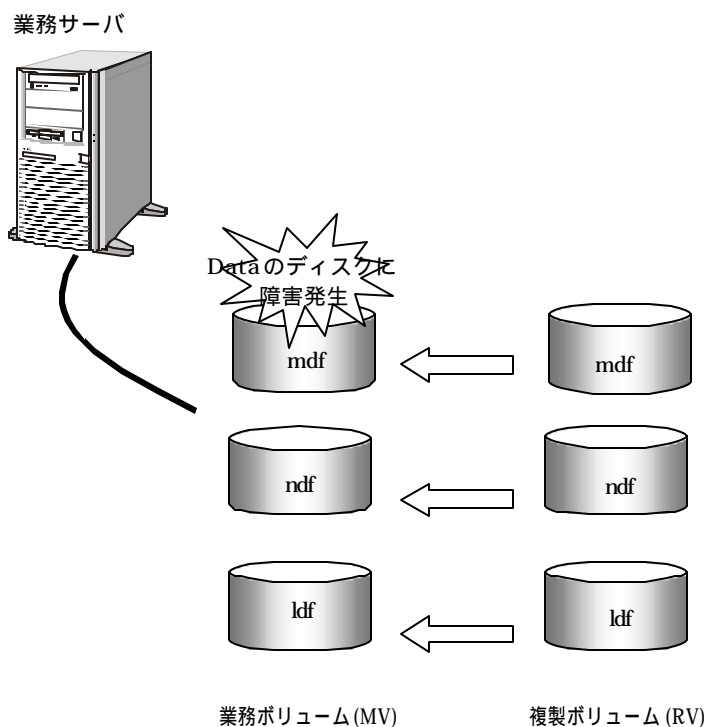 業務サーバ
Dataのディスクに
障害発生
mdf
mdf
ndf
ndf
ldf
ldf
業務ボリューム(MV)
複製ボリューム(RV)